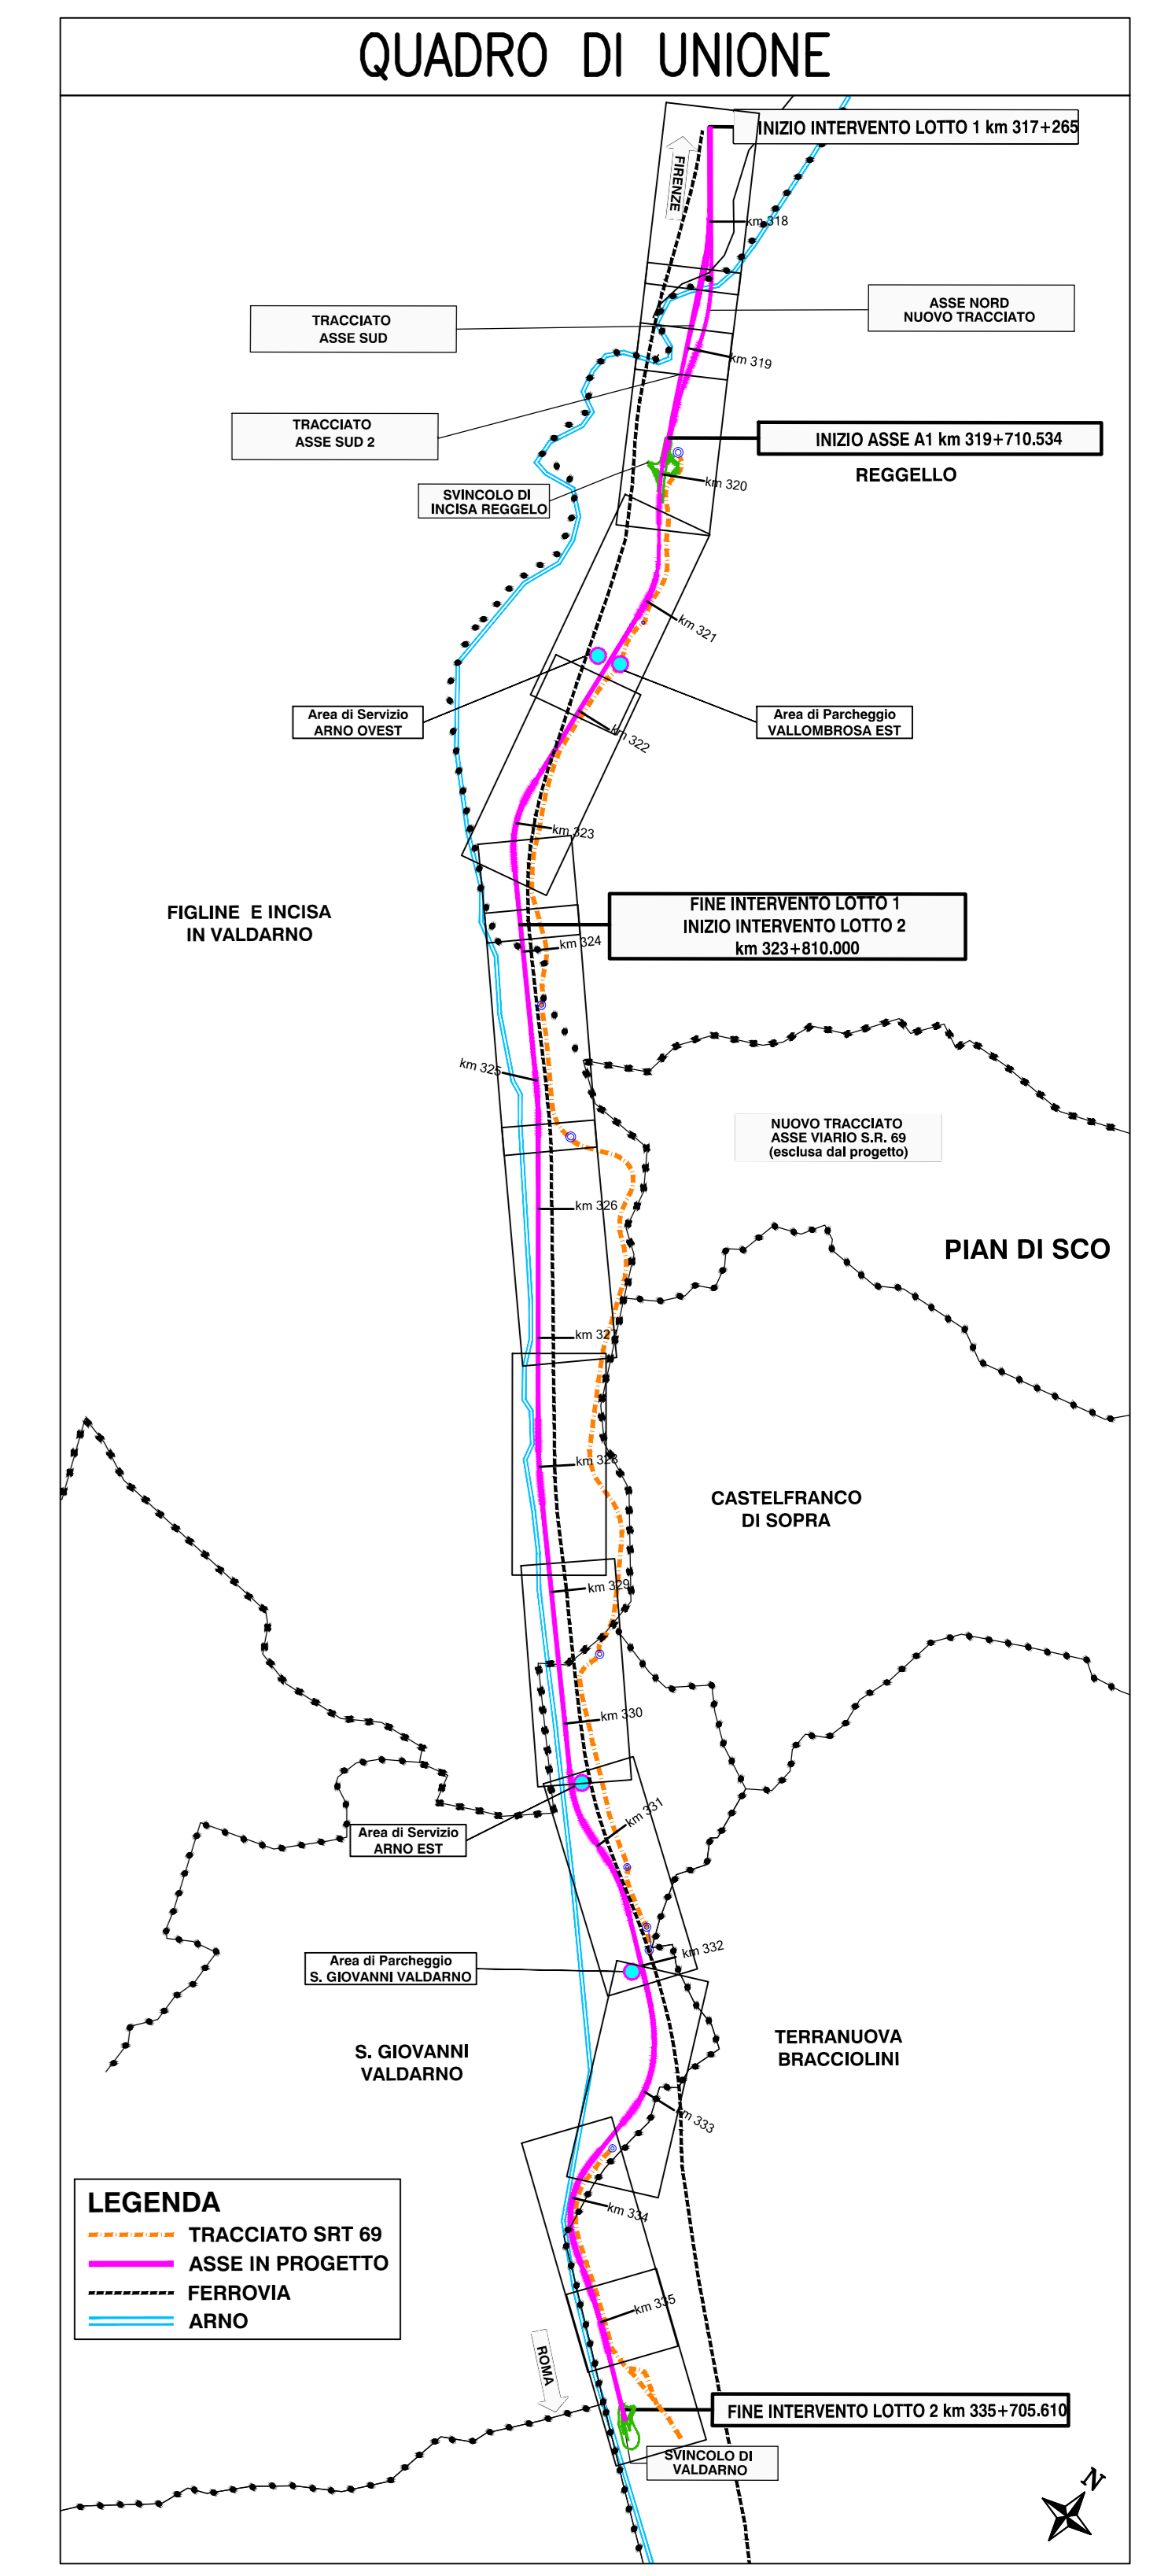 QUADRO DI UNIONE
INIZIO INTERVENTO LOTTO 1 km 317+265
FIRENZE
km 318
TRACCIATO
ASSE SUD
ASSE NORD
NUOVO TRACCIATO
km 319
TRACCIATO
ASSE SUD 2
INIZIO ASSE A1 km 319+710.534
REGGELLO
km 320
SVINCOLO DI
INCISA REGGELO
km 321
Area di Servizio
ARNO OVEST
Area di Parcheggio
VALLOMBROSA EST
km 322
km 323
FIGLINE E INCISA
IN VALDARNO
FINE INTERVENTO LOTTO 1
INIZIO INTERVENTO LOTTO 2
km 323+810.000
km 324
km 325
NUOVO TRACCIATO
ASSE VIARIO S.R. 69
(esclusa dal progetto)
km 326
PIAN DI SCO
km 327
km 328
CASTELFRANCO
DI SOPRA
km 329
km 330
km 331
Area di Servizio
ARNO EST
km 332
Area di Parcheggio
S. GIOVANNI VALDARNO
S. GIOVANNI
VALDARNO
TERRANUOVA
BRACCIOLINI
km 333
km 334
LEGENDA
TRACCIATO SRT 69
ASSE IN PROGETTO
FERROVIA
ARNO
km 335
ROMA
FINE INTERVENTO LOTTO 2 km 335+705.610
SVINCOLO DI
VALDARNO
N